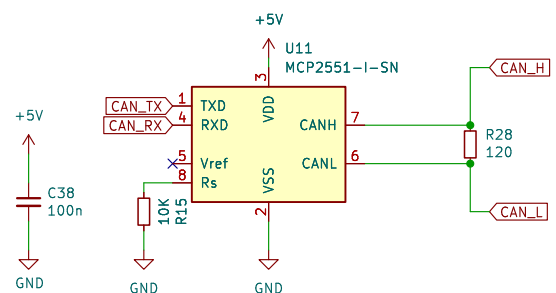 +5V
U11
MCP2551-I-SN
3
VDD
CAN_H
CAN_TX
1
TXD
+5V
CAN_RX
4
RXD
CANH
7
R28
120
5
Vref
CANL
6
8
Rs
VSS
C38
100n
10K
R15
2
CAN_L
GND
GND
GND